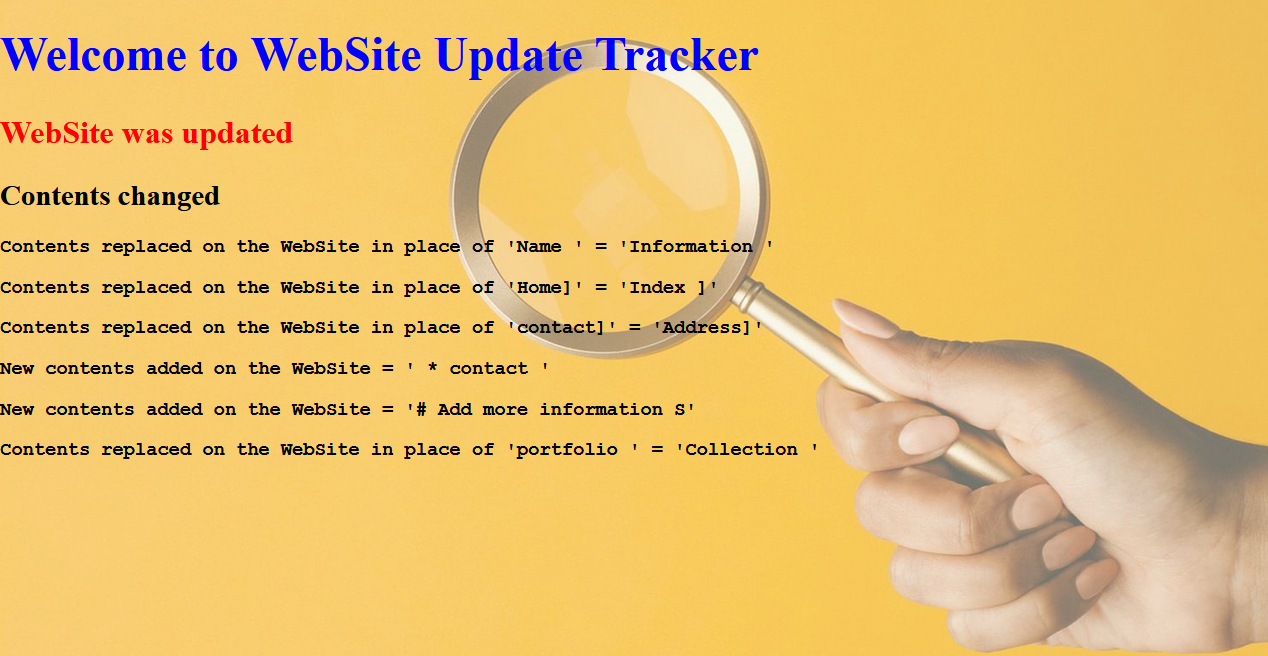 Welcome to WebSite Update Tracker
WebSite was updated
Contents changed
Contents replaced on the WebSite in place of 'Name ' = 'Information '
Contents replaced on the WebSite in place of 'Home]' = 'Index ]'
Contents replaced on the WebSite in place of 'contact]' = 'Address]'
New contents added on the WebSite = ' * contact '
New contents added on the WebSite = '# Add more information S'
Contents replaced on the WebSite in place of 'portfolio ' = 'Collection '